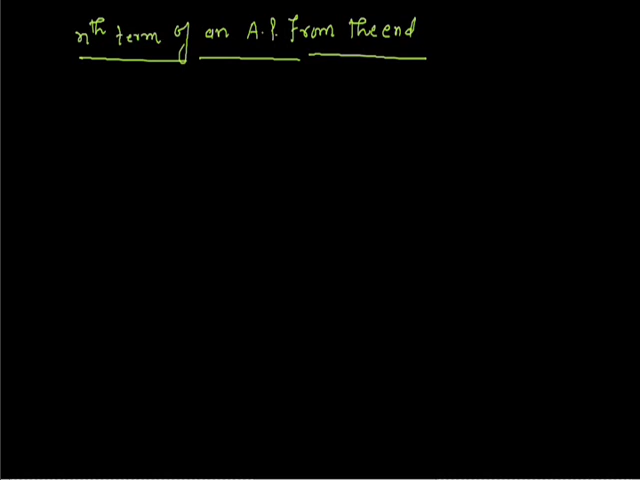 nth term of an A.P. from the end